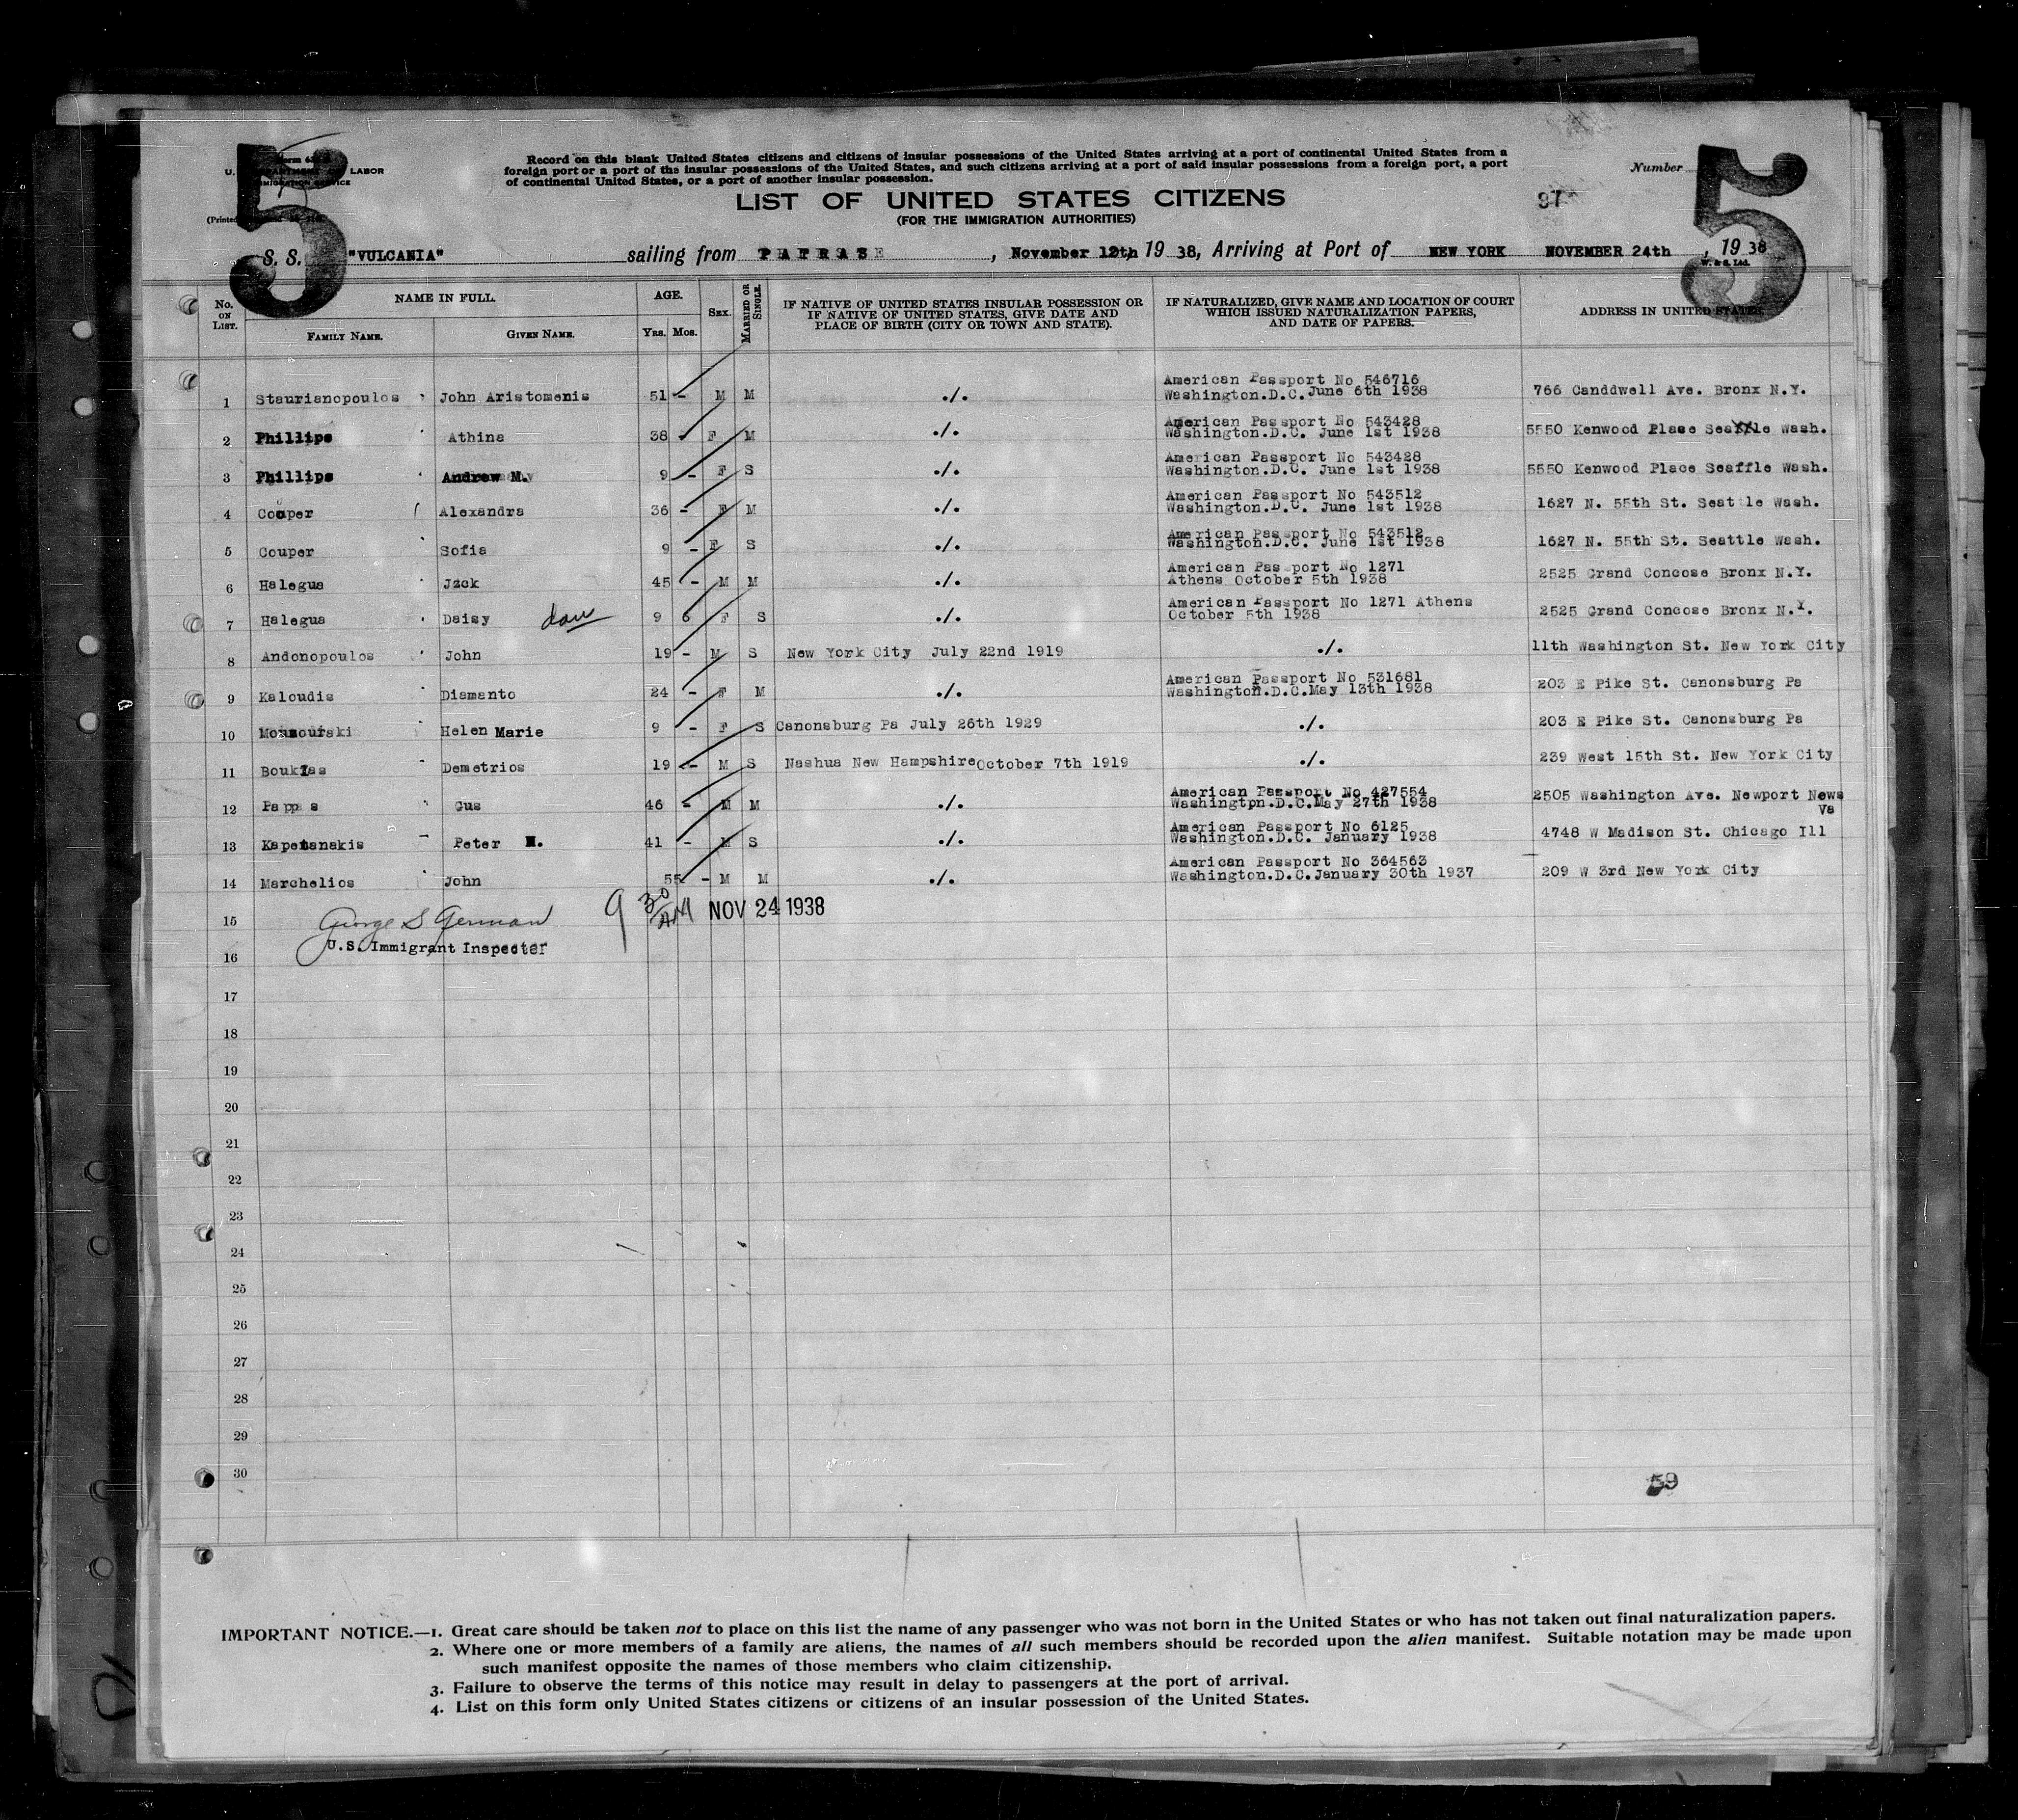 5
Form 63
U. DEPARTMENT OF LABOR
IMMIGRATION SERVICE
(Printed
Record on this blank United States citizens and citizens of insular possessions of the United States arriving at a port of continental United States from a
foreign port or a port of the insular possessions of the United States, and such citizens arriving at a port of said insular possessions from a foreign port, a port
of continental United States, or a port of another insular possession.
Number
5
LIST OF UNITED STATES CITIZENS
(FOR THE IMMIGRATION AUTHORITIES)
97
S. S. "VULCANIA" sailing from PATRAS, November 12th, 19 38, Arriving at Port of NEW YORK NOVEMBER 24th, 19 38
W. & S. Ltd.
No. ON LIST. NAME IN FULL. FAMILY NAME. GIVEN NAME. AGE. YRS. MOS. SEX. MARRIED OR SINGLE. IF NATIVE OF UNITED STATES INSULAR POSSESSION OR IF NATIVE OF UNITED STATES, GIVE DATE AND PLACE OF BIRTH (CITY OR TOWN AND STATE). IF NATURALIZED, GIVE NAME AND LOCATION OF COURT WHICH ISSUED NATURALIZATION PAPERS, AND DATE OF PAPERS. ADDRESS IN UNITED STATES.
1 Staurianopoulos John Aristomenis 51 - M M ./. American Passport No 546716 Washington.D.C. June 6th 1938 766 Canddwell Ave. Bronx N.Y.
2 Phillips Athina 38 - F M ./. American Passport No 543428 Washington.D.C. June 1st 1938 5550 Kenwood Place Seattle Wash.
3 Phillips Andrew M. 9 - F S ./. American Passport No 543428 Washington.D.C. June 1st 1938 5550 Kenwood Place Seaffle Wash.
4 Couper Alexandra 36 - F M ./. American Passport No 543512 Washington.D.C. June 1st 1938 1627 N. 55th St. Seattle Wash.
5 Couper Sofia 9 - F S ./. American Passport No 543512 Washington.D.C. June 1st 1938 1627 N. 55th St. Seattle Wash.
6 Halegua Jack 45 - M M ./. American Pas port No 1271 Athens October 5th 1938 2525 Grand Concose Bronx N.Y.
7 Halegua Daisy dau 9 6 F S ./. American Passport No 1271 Athens October 5th 1938 2525 Grand Concose Bronx N.Y.
8 Andonopoulos John 19 - M S New York City July 22nd 1919 ./. 11th Washington St. New York City
9 Kaloudis Diamanto 24 - F M ./. American Passport No 531681 Washington.D.C. May 13th 1938 203 E Pike St. Canonsburg Pa
10 Helen Marie 9 - F S Canonsburg Pa July 26th 1929 ./. 203 E Pike St. Canonsburg Pa
11 Demetrios 19 - M S Nashua New Hampshire October 7th 1919 ./. 239 West 15th St. New York City
12 Pappas Gus 46 - M M ./. American Passport No 427554 Washington.D.C. May 27th 1938 2505 Washington Ave. Newport News Va
13 Kapetanakis Peter 41 - M S ./. American Passport No 6125 Washington.D.C. January 1938 4748 W Madison St. Chicago Ill
14 Marchelios John 55 - M M ./. American Passport No 364563 Washington.D.C. January 30th 1937 209 W 3rd New York City
15 George S German 9 30 AM NOV 24 1938
U.S. Immigrant Inspector
16
17
18
19
20
21
22
23
24
25
26
27
28
29
30
59
IMPORTANT NOTICE.—1. Great care should be taken not to place on this list the name of any passenger who was not born in the United States or who has not taken out final naturalization papers.
2. Where one or more members of a family are aliens, the names of all such members should be recorded upon the alien manifest. Suitable notation may be made upon
such manifest opposite the names of those members who claim citizenship.
3. Failure to observe the terms of this notice may result in delay to passengers at the port of arrival.
4. List on this form only United States citizens or citizens of an insular possession of the United States.